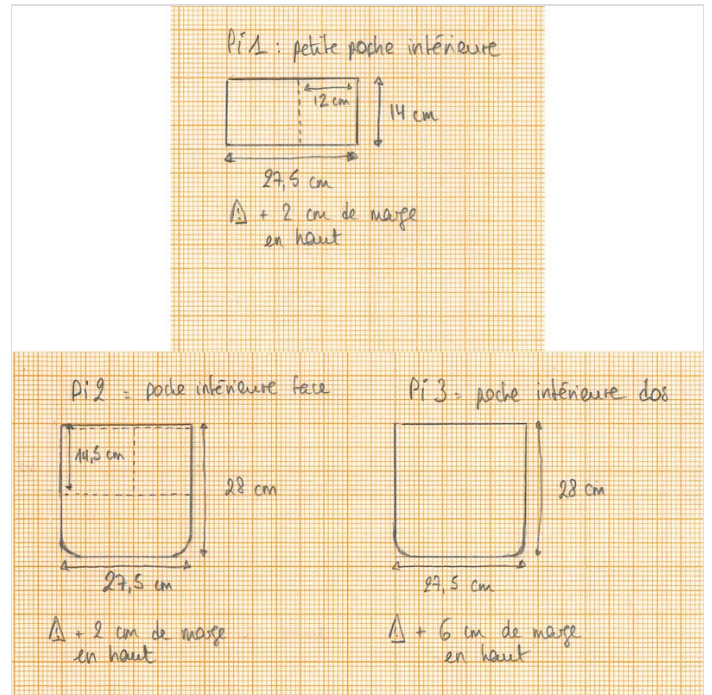 Pi 1 : petite poche intérieure
12 cm
14 cm
27,5 cm
⚠ + 2 cm de marge
en haut
Pi 2 = poche intérieure face
14,5 cm
28 cm
27,5 cm
⚠ + 2 cm de marge
en haut
Pi 3 = poche intérieure dos
28 cm
27,5 cm
⚠ + 6 cm de marge
en haut